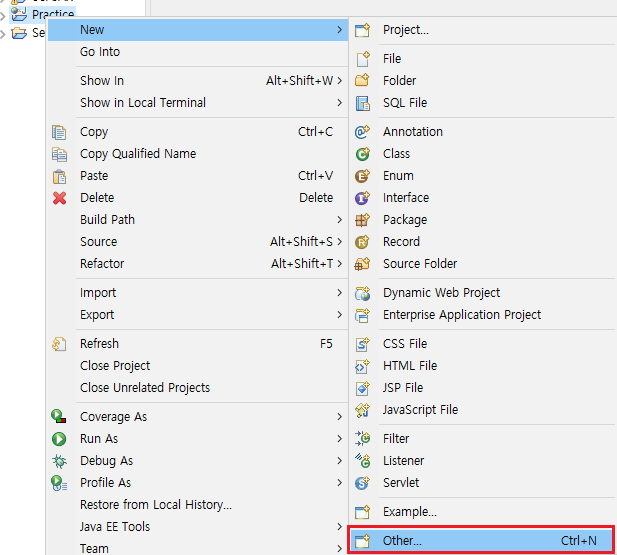 Practice
Se
New
Go Into
Show In Alt+Shift+W
Show in Local Terminal
Copy Ctrl+C
Copy Qualified Name
Paste Ctrl+V
Delete Delete
Build Path
Source Alt+Shift+S
Refactor Alt+Shift+T
Import
Export
Refresh F5
Close Project
Close Unrelated Projects
Coverage As
Run As
Debug As
Profile As
Restore from Local History...
Java EE Tools
Team
Project...
File
Folder
SQL File
Annotation
Class
Enum
Interface
Package
Record
Source Folder
Dynamic Web Project
Enterprise Application Project
CSS File
HTML File
JSP File
JavaScript File
Filter
Listener
Servlet
Example...
Other... Ctrl+N